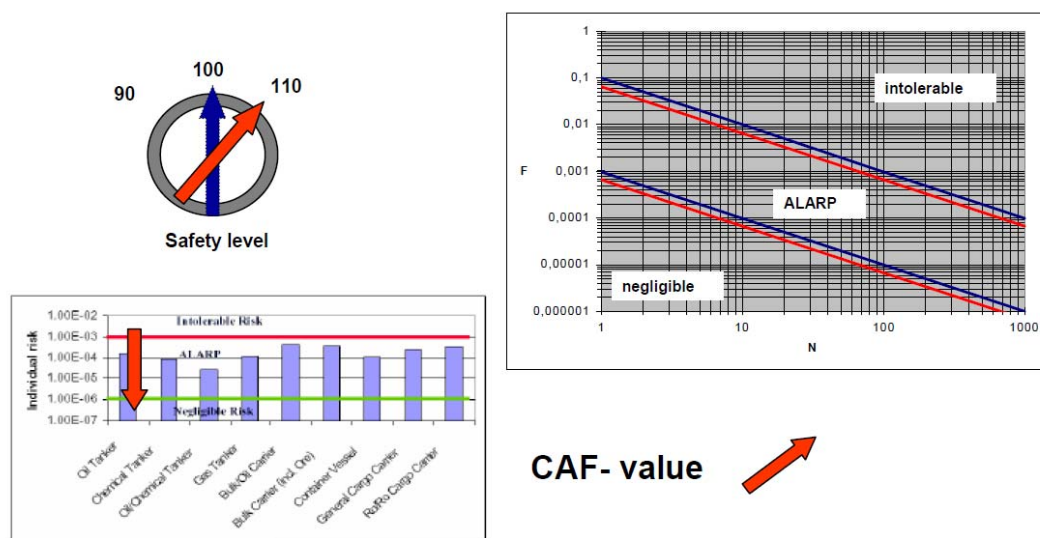 100
90
110
Safety level
1
0,1
0,01
F
0,001
0,0001
0,00001
0,000001
intolerable
ALARP
negligible
1
10
100
1000
N
1.00E-02
1.00E-03
1.00E-04
1.00E-05
1.00E-06
1.00E-07
Individual risk
Intolerable Risk
ALARP
Negligible Risk
Oil Tanker
Chemical Tanker
Oil/Chemical Tanker
Gas Tanker
Bulk/Oil Carrier
Bulk Carrier (incl. Ore)
Container Vessel
General Cargo Carrier
Ro/Ro Cargo Carrier
CAF- value